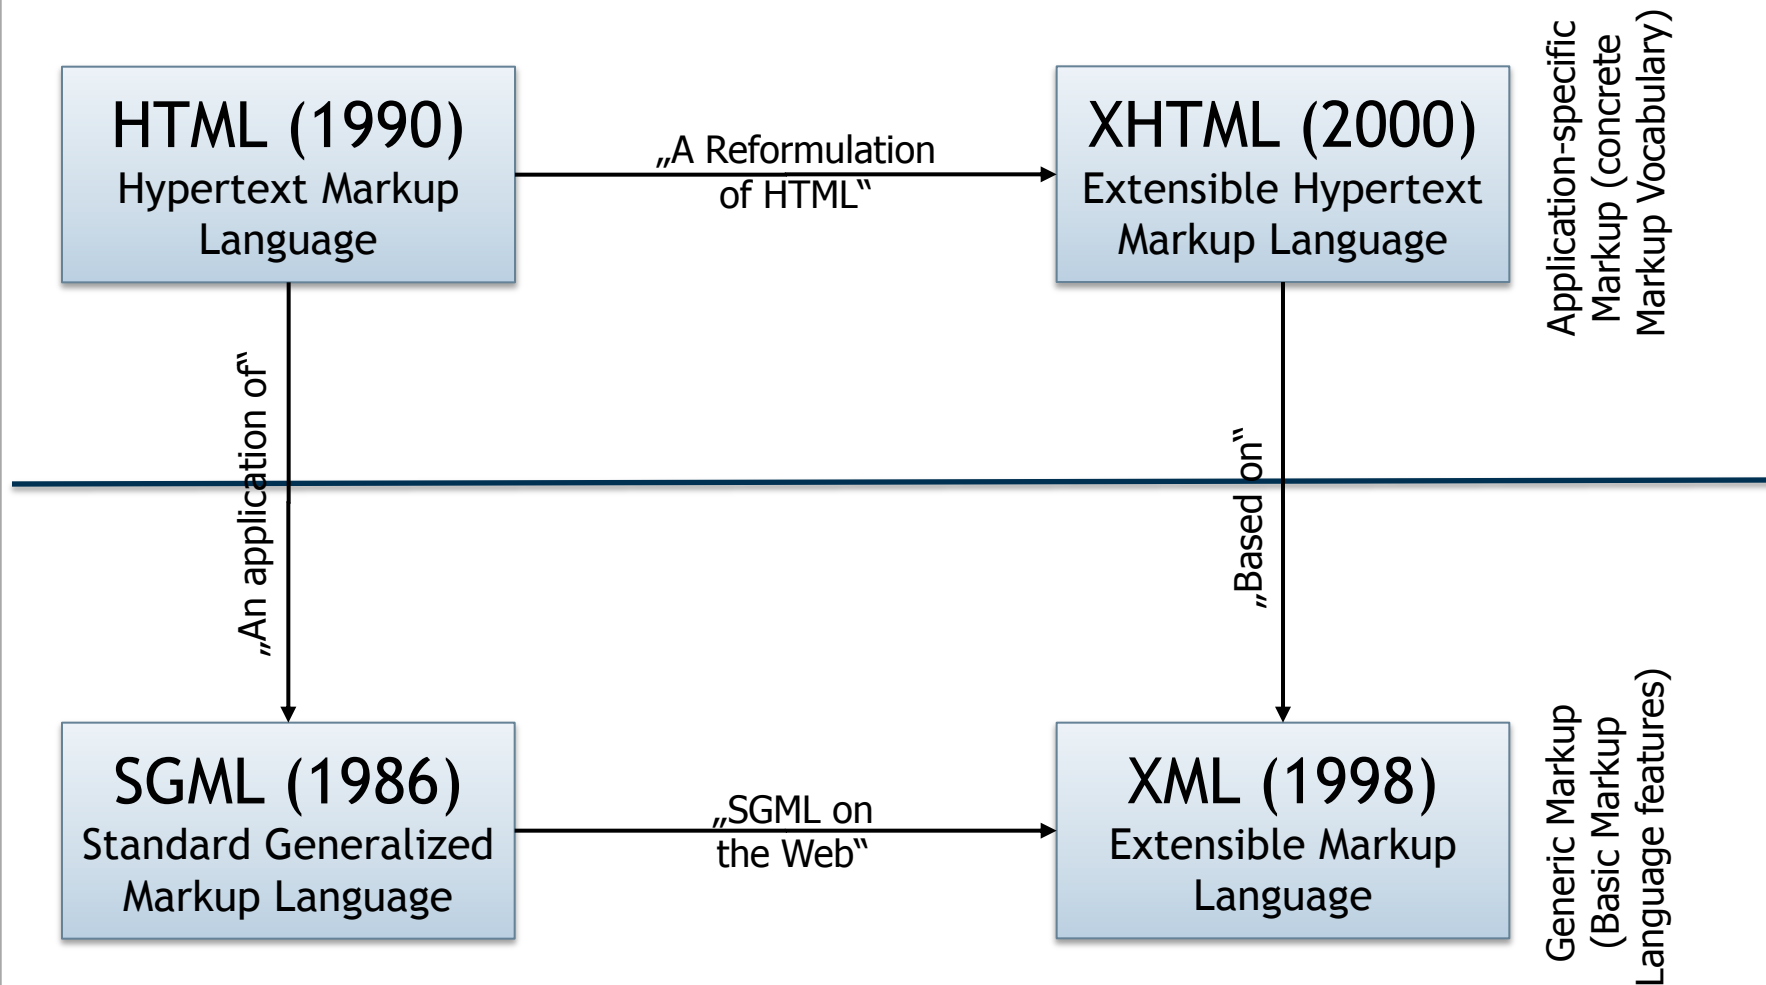 HTML (1990)
Hypertext Markup
Language
„A Reformulation
of HTML“
XHTML (2000)
Extensible Hypertext
Markup Language
Application-specific
Markup (concrete
Markup Vocabulary)
„An application of“
„Based on“
SGML (1986)
Standard Generalized
Markup Language
„SGML on
the Web“
XML (1998)
Extensible Markup
Language
Generic Markup
(Basic Markup
Language features)